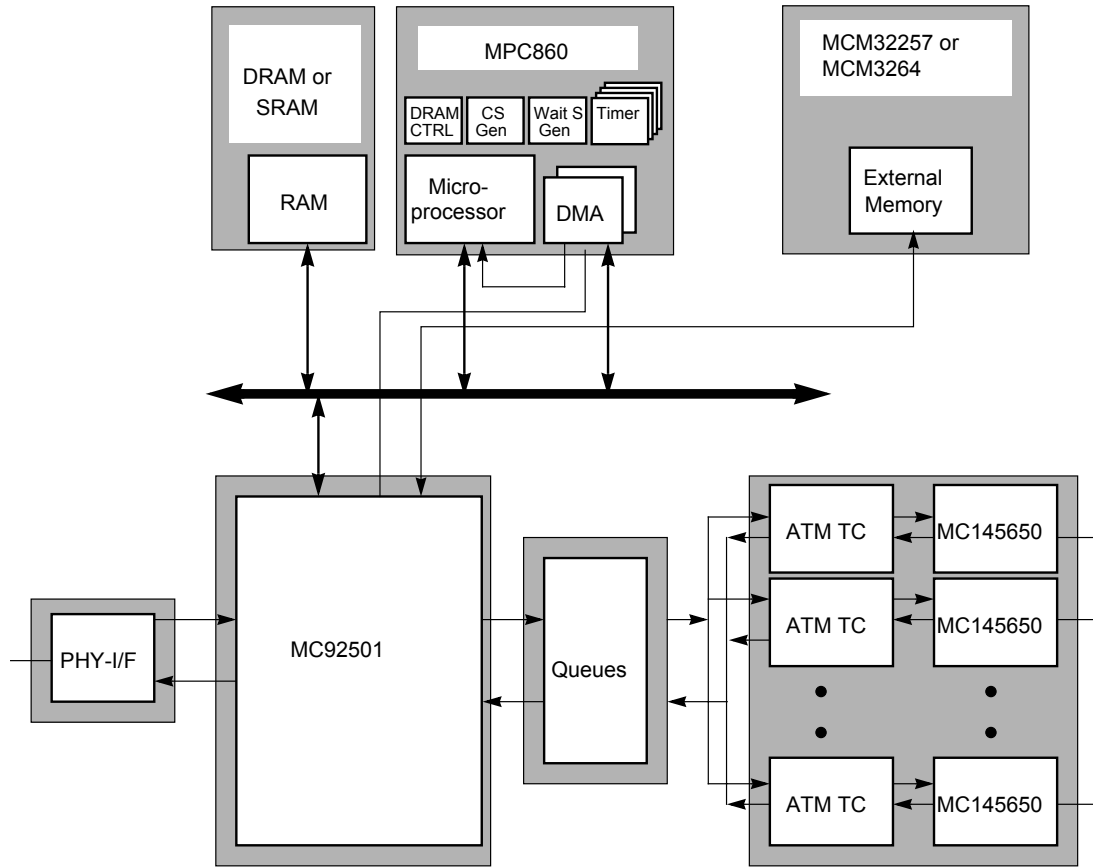 DRAM or
SRAM
RAM
MPC860
DRAM
CTRL
CS
Gen
Wait S
Gen
Timer
Micro-
processor
DMA
MCM32257 or
MCM3264
External
Memory
PHY-I/F
MC92501
Queues
ATM TC
MC145650
ATM TC
MC145650
ATM TC
MC145650